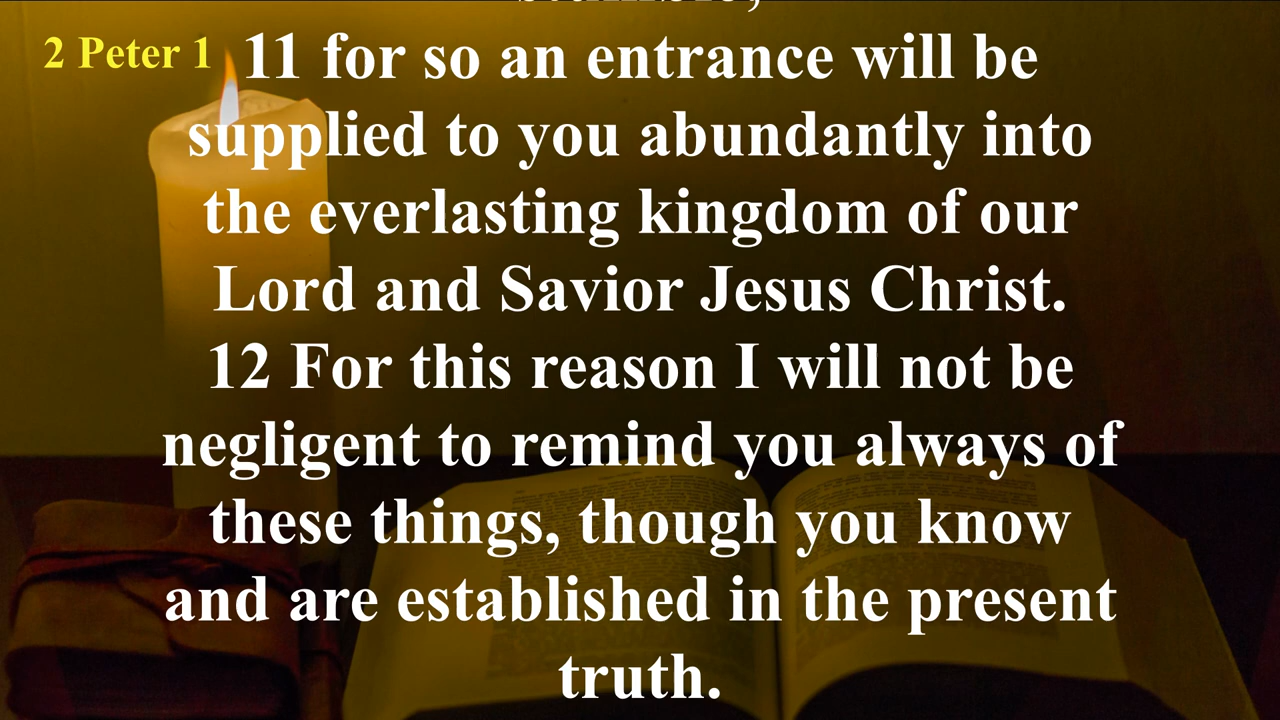 2 Peter 1
11 for so an entrance will be
supplied to you abundantly into
the everlasting kingdom of our
Lord and Savior Jesus Christ.
12 For this reason I will not be
negligent to remind you always of
these things, though you know
and are established in the present
truth.